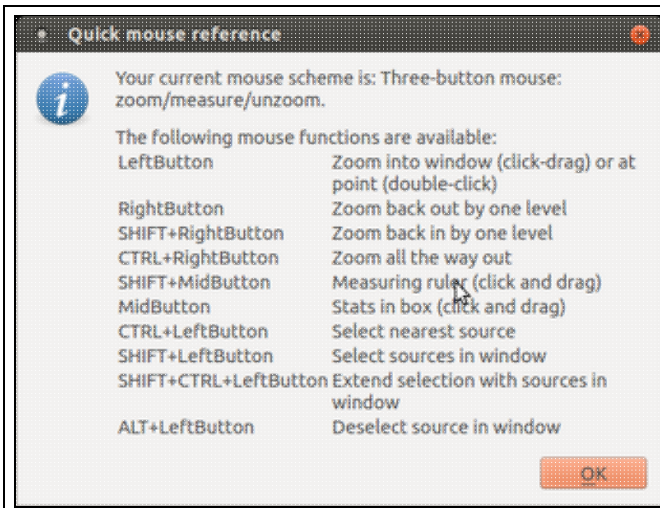 Quick mouse reference
Your current mouse scheme is: Three-button mouse:
zoom/measure/unzoom.
The following mouse functions are available:
LeftButton Zoom into window (click-drag) or at
point (double-click)
RightButton Zoom back out by one level
SHIFT+RightButton Zoom back in by one level
CTRL+RightButton Zoom all the way out
SHIFT+MidButton Measuring ruler (click and drag)
MidButton Stats in box (click and drag)
CTRL+LeftButton Select nearest source
SHIFT+LeftButton Select sources in window
SHIFT+CTRL+LeftButton Extend selection with sources in
window
ALT+LeftButton Deselect source in window
OK